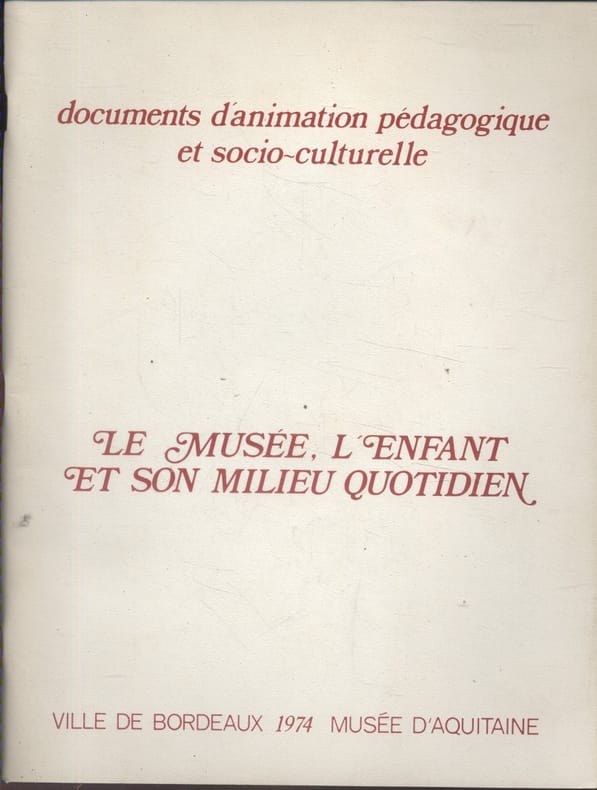 documents d'animation pédagogique
et socio-culturelle
LE MUSÉE, L'ENFANT
ET SON MILIEU QUOTIDIEN
VILLE DE BORDEAUX 1974 MUSÉE D'AQUITAINE